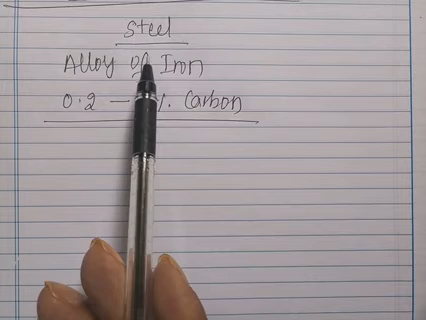 Steel
Alloy of Iron
0.2 — %. Carbon